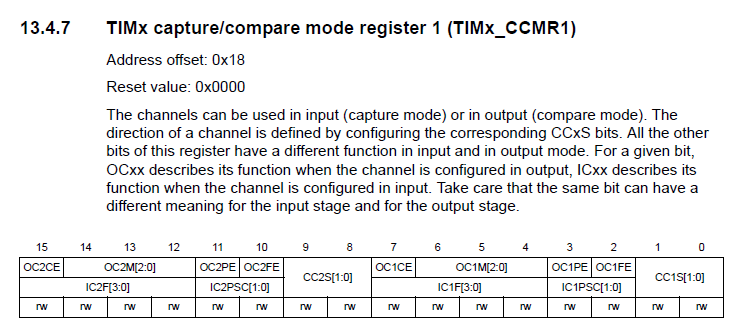 13.4.7 TIMx capture/compare mode register 1 (TIMx_CCMR1)
Address offset: 0x18
Reset value: 0x0000
The channels can be used in input (capture mode) or in output (compare mode). The
direction of a channel is defined by configuring the corresponding CCxS bits. All the other
bits of this register have a different function in input and in output mode. For a given bit,
OCxx describes its function when the channel is configured in output, ICxx describes its
function when the channel is configured in input. Take care that the same bit can have a
different meaning for the input stage and for the output stage.
15 14 13 12 11 10 9 8 7 6 5 4 3 2 1 0
OC2CE OC2M[2:0] OC2PE OC2FE CC2S[1:0] OC1CE OC1M[2:0] OC1PE OC1FE CC1S[1:0]
IC2F[3:0] IC2PSC[1:0] IC1F[3:0] IC1PSC[1:0]
rw rw rw rw rw rw rw rw rw rw rw rw rw rw rw rw